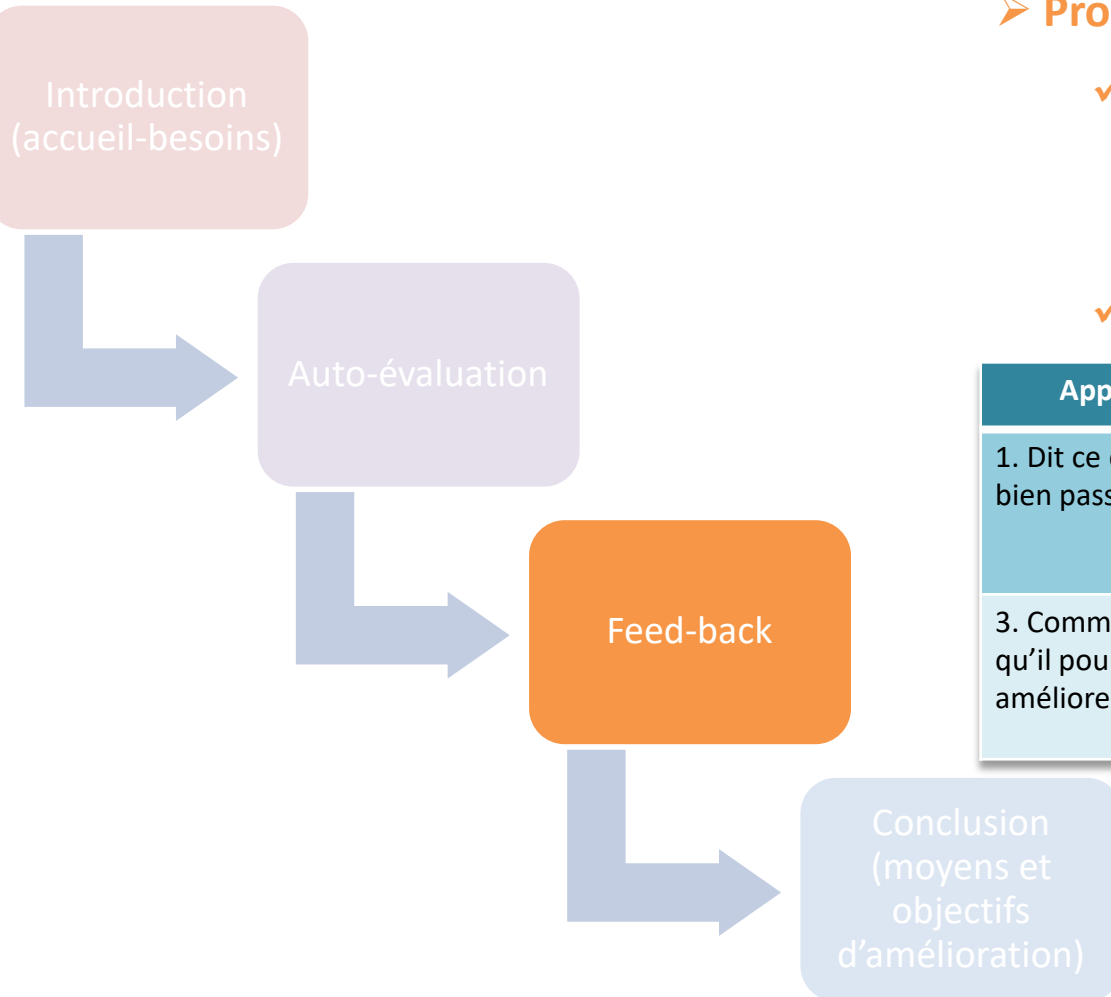 Introduction
(accueil-besoins)
Auto-évaluation
Feed-back
Conclusion
(moyens et
objectifs
d'amélioration)
➢ Pro
✓
✓
App
1. Dit ce
bien pass
3. Comm
qu'il pou
améliore